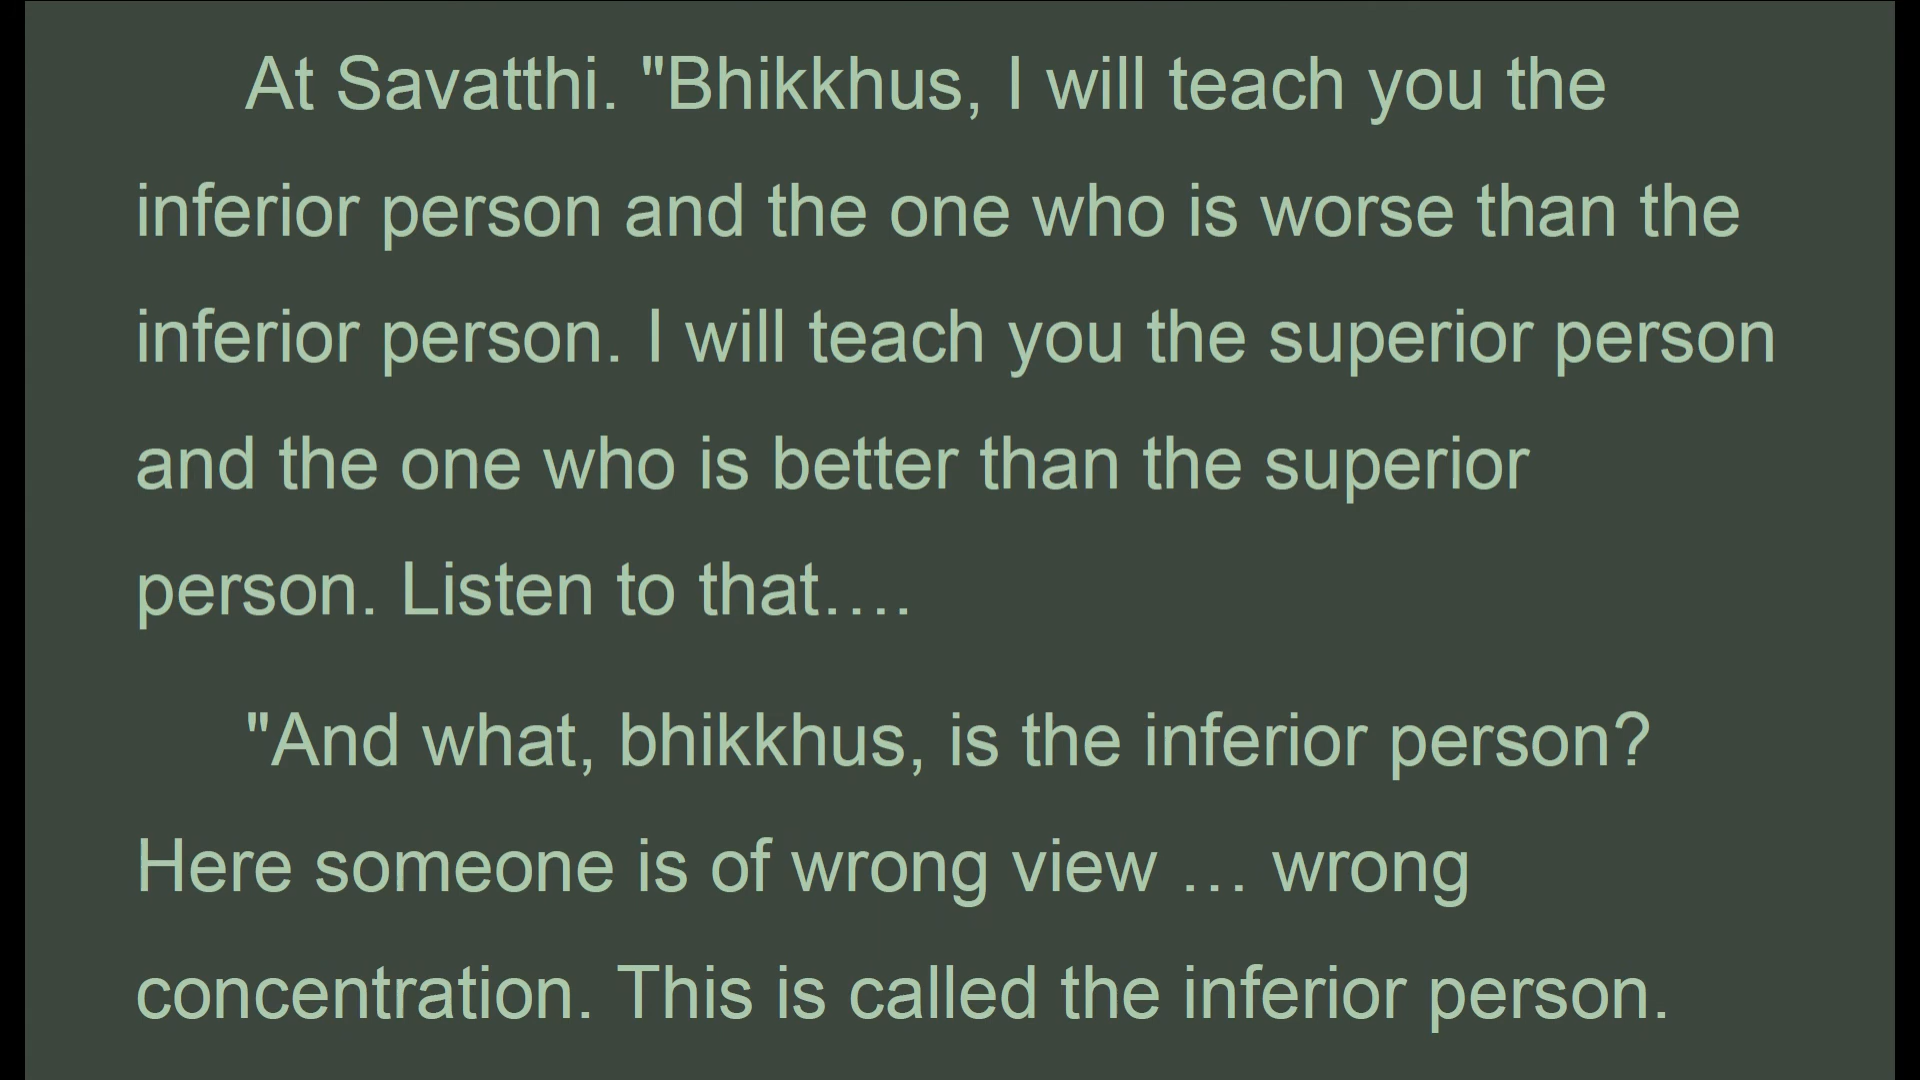 At Savatthi. "Bhikkhus, I will teach you the
inferior person and the one who is worse than the
inferior person. I will teach you the superior person
and the one who is better than the superior
person. Listen to that….
"And what, bhikkhus, is the inferior person?
Here someone is of wrong view … wrong
concentration. This is called the inferior person.